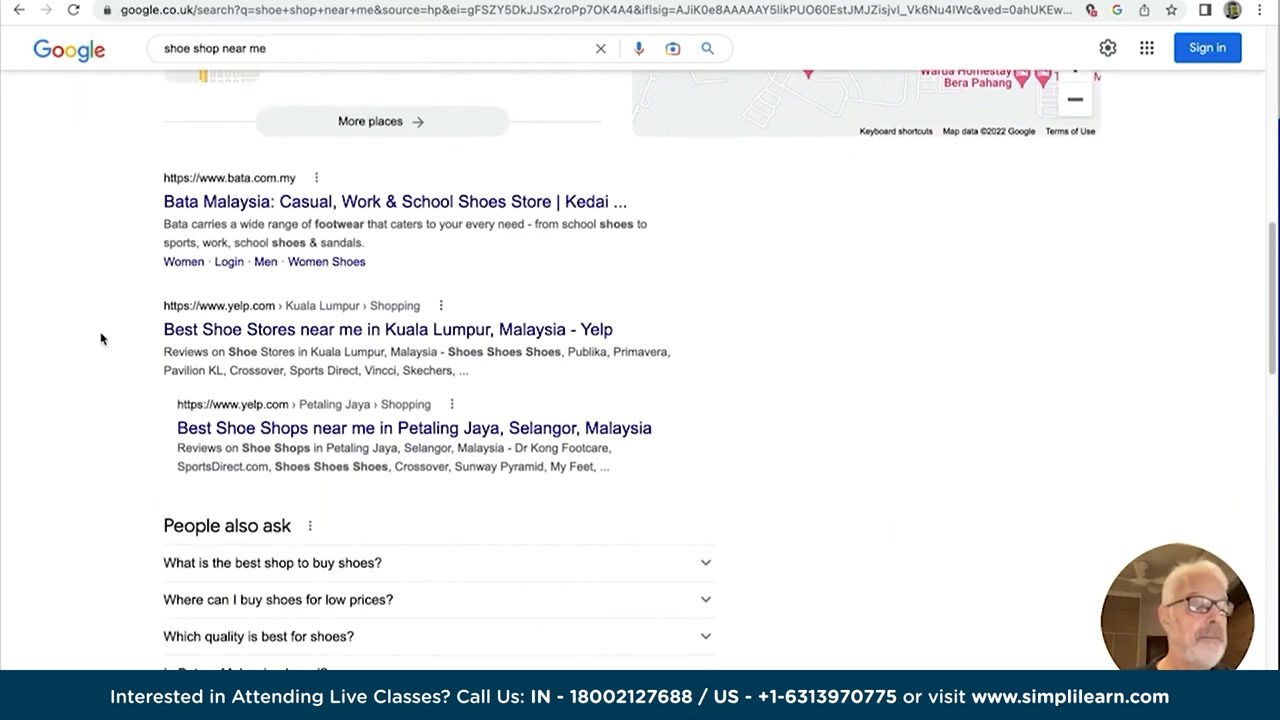 google.co.uk/search?q=shoe+shop+near+me&source=hp&ei=gFSZY5DkJJSx2roPp7OK4A4&iflsig=AJiK0e8AAAAAY5likPUO60EstJMJZisjvI_Vk6Nu4IWc&ved=0ahUKEw...
Google
shoe shop near me
Sign in
Warda Homestay
Bera Pahang
More places
Keyboard shortcuts Map data ©2022 Google Terms of Use
https://www.bata.com.my
Bata Malaysia: Casual, Work & School Shoes Store | Kedai ...
Bata carries a wide range of footwear that caters to your every need - from school shoes to
sports, work, school shoes & sandals.
Women · Login · Men · Women Shoes
https://www.yelp.com › Kuala Lumpur › Shopping
Best Shoe Stores near me in Kuala Lumpur, Malaysia - Yelp
Reviews on Shoe Stores in Kuala Lumpur, Malaysia - Shoes Shoes Shoes, Publika, Primavera,
Pavilion KL, Crossover, Sports Direct, Vincci, Skechers, ...
https://www.yelp.com › Petaling Jaya › Shopping
Best Shoe Shops near me in Petaling Jaya, Selangor, Malaysia
Reviews on Shoe Shops in Petaling Jaya, Selangor, Malaysia - Dr Kong Footcare,
SportsDirect.com, Shoes Shoes Shoes, Crossover, Sunway Pyramid, My Feet, ...
People also ask
What is the best shop to buy shoes?
Where can I buy shoes for low prices?
Which quality is best for shoes?
Interested in Attending Live Classes? Call Us: IN - 18002127688 / US - +1-6313970775 or visit www.simplilearn.com